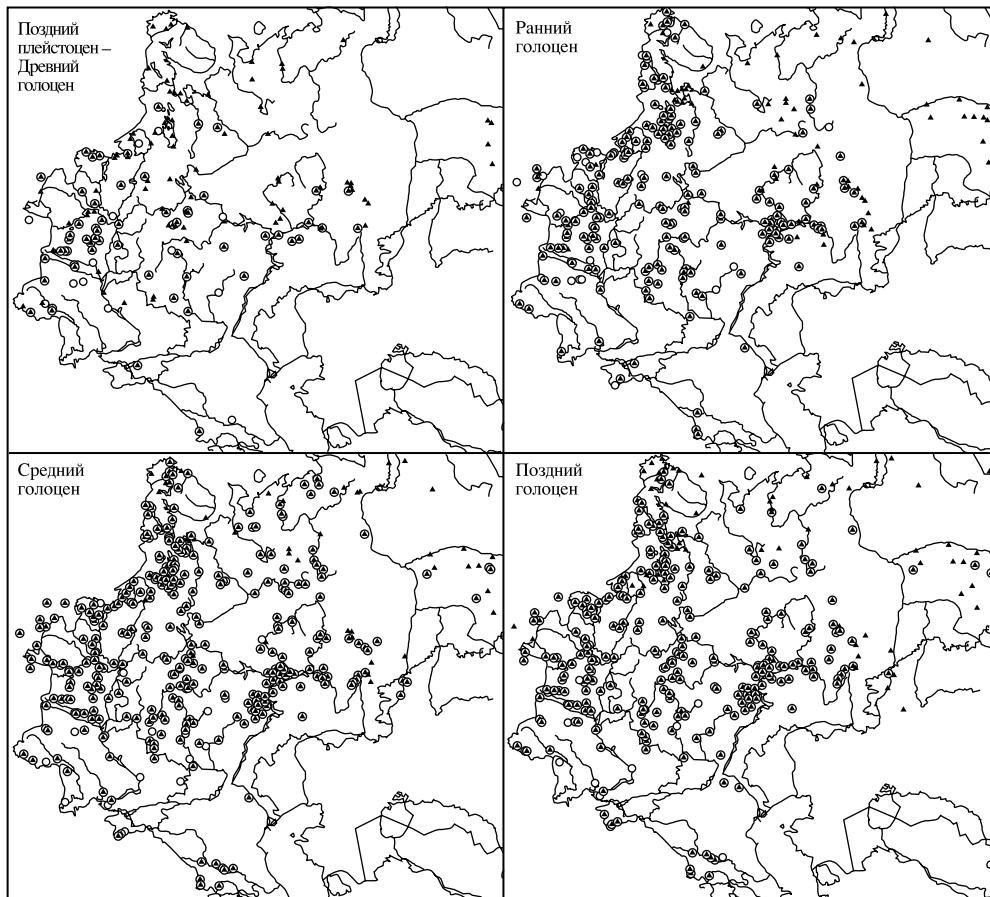 Поздний
плейстоцен –
Древний
голоцен
Ранний
голоцен
Средний
голоцен
Поздний
голоцен